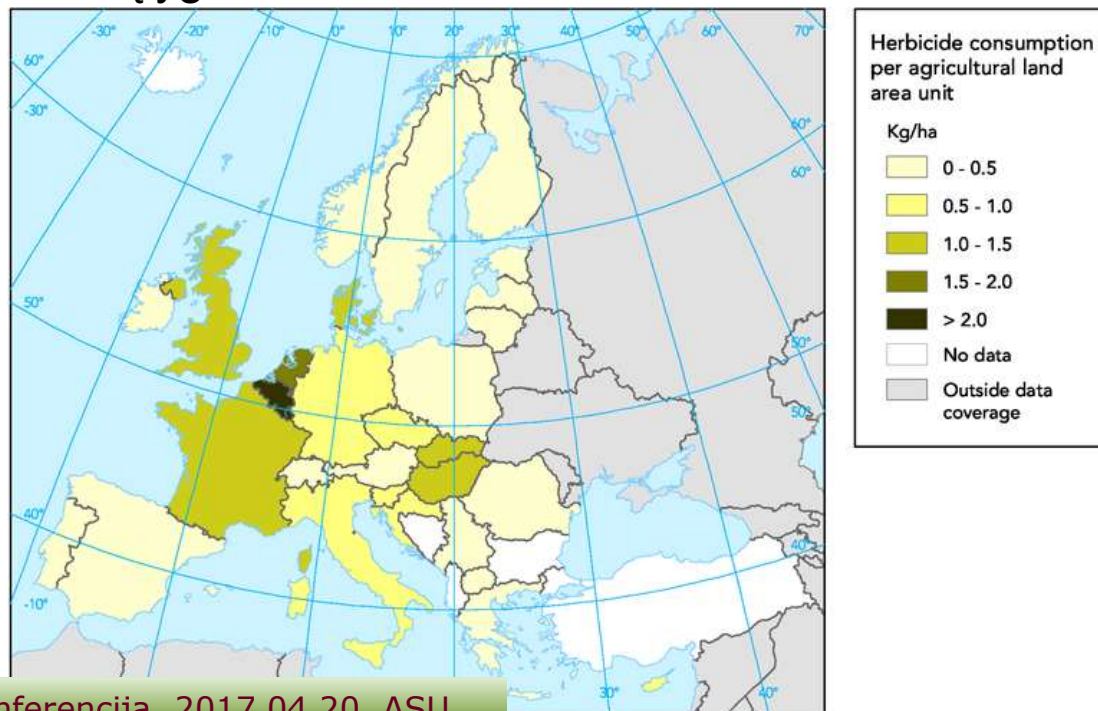 -30°
-20°
-10°
0°
10°
20°
30°
40°
50°
60°
70°
60°
-30°
50°
40°
-10°
60°
60°
50°
50°
40°
40°
30°
40°
Herbicide consumption
per agricultural land
area unit
Kg/ha
0 - 0.5
0.5 - 1.0
1.0 - 1.5
1.5 - 2.0
> 2.0
No data
Outside data
coverage
nferencija, 2017 04 20, ASU